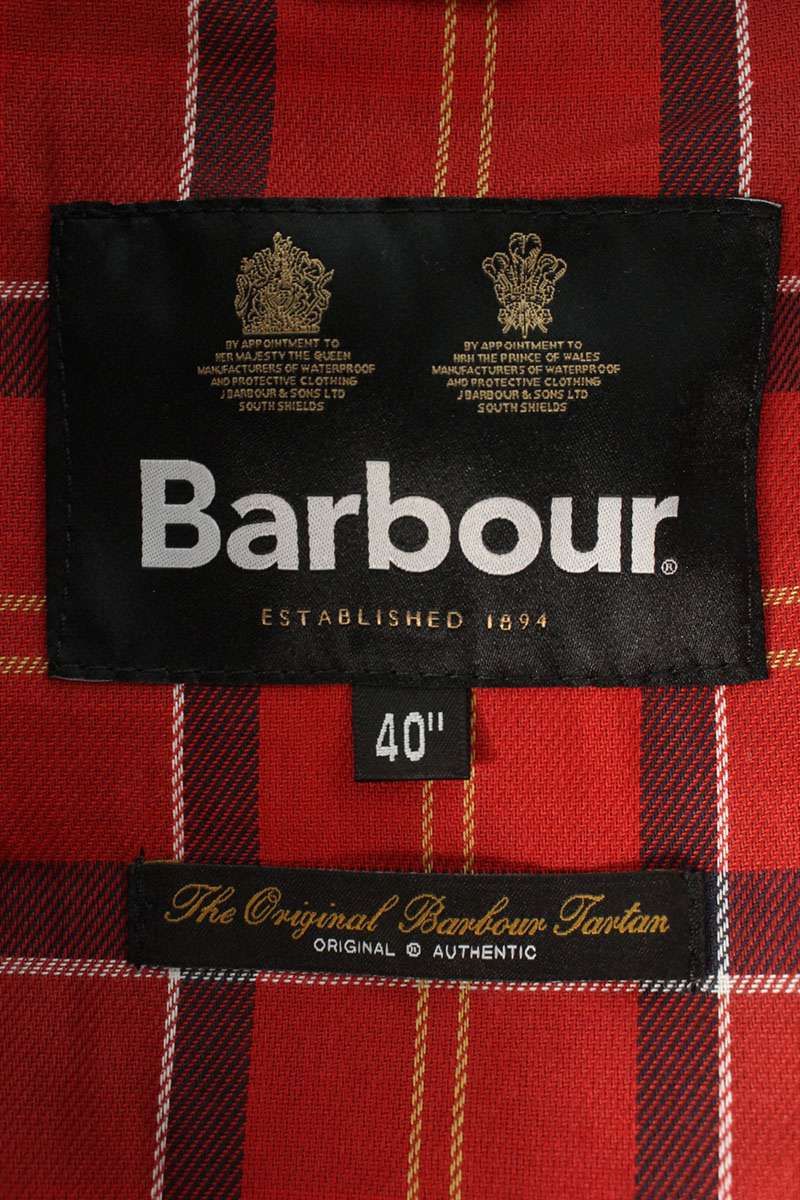 BY APPOINTMENT TO
HER MAJESTY THE QUEEN
MANUFACTURERS OF WATERPROOF
AND PROTECTIVE CLOTHING
J BARBOUR & SONS LTD
SOUTH SHIELDS
BY APPOINTMENT TO
HRH THE PRINCE OF WALES
MANUFACTURERS OF WATERPROOF
AND PROTECTIVE CLOTHING
J BARBOUR & SONS LTD
SOUTH SHIELDS
Barbour®
ESTABLISHED 1894
40"
The Original Barbour Tartan
ORIGINAL ® AUTHENTIC